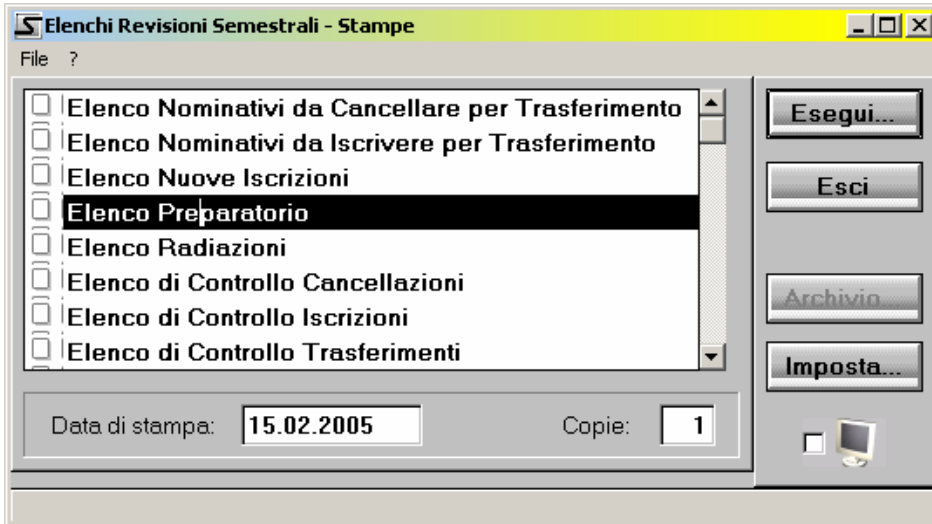 Elenchi Revisioni Semestrali - Stampe
File ?
Elenco Nominativi da Cancellare per Trasferimento
Elenco Nominativi da Iscrivere per Trasferimento
Elenco Nuove Iscrizioni
Elenco Preparatorio
Elenco Radiazioni
Elenco di Controllo Cancellazioni
Elenco di Controllo Iscrizioni
Elenco di Controllo Trasferimenti
Esegui...
Esci
Archivio...
Imposta...
Data di stampa: 15.02.2005 Copie: 1